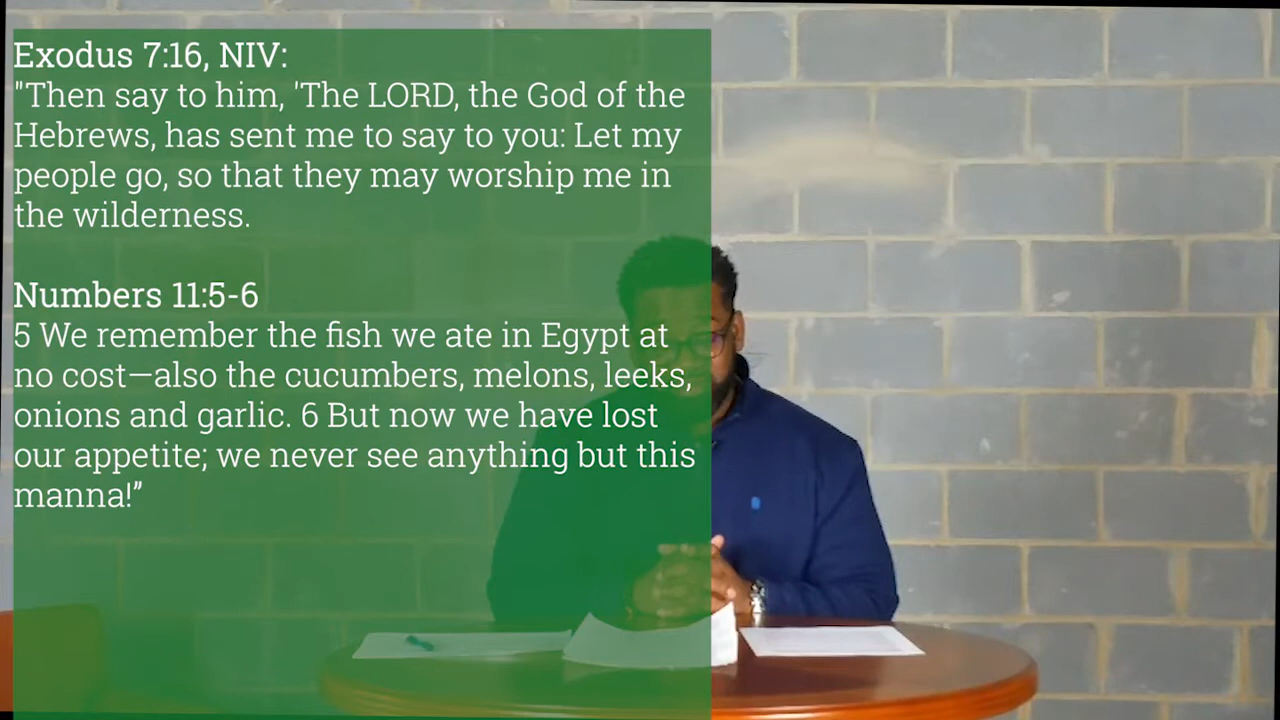 Exodus 7:16, NIV:
"Then say to him, 'The LORD, the God of the
Hebrews, has sent me to say to you: Let my
people go, so that they may worship me in
the wilderness.
Numbers 11:5-6
5 We remember the fish we ate in Egypt at
no cost—also the cucumbers, melons, leeks,
onions and garlic. 6 But now we have lost
our appetite; we never see anything but this
manna!”